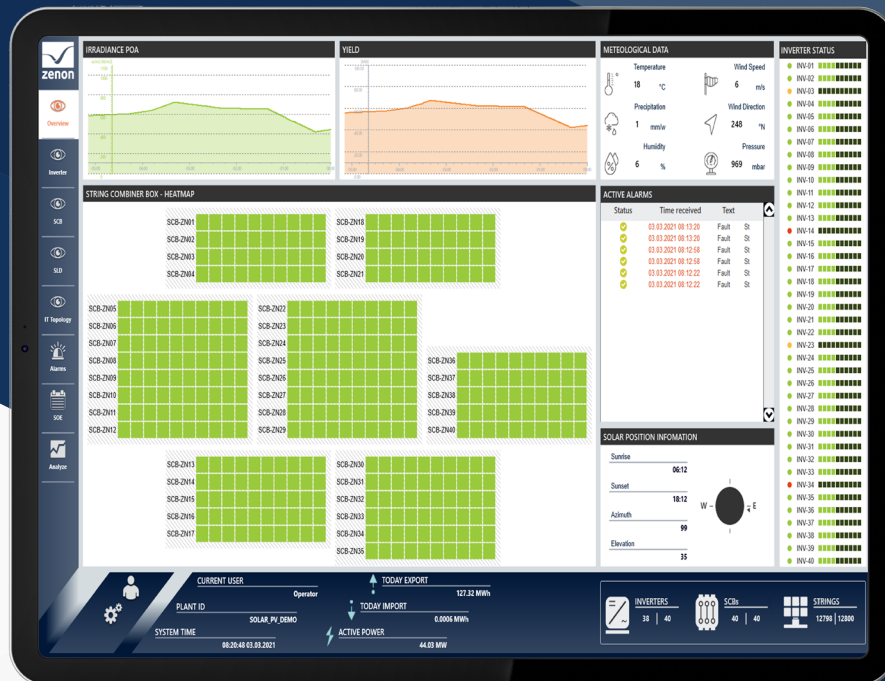 zenon
Overview
Inverter
SCB
SLD
IT Topology
Alarms
SOE
Analyze
IRRADIANCE POA
YIELD
METEOLOGICAL DATA
Temperature
18 °C
Wind Speed
6 m/s
Precipitation
1 mm/w
Wind Direction
248 °N
Humidity
6 %
Pressure
969 mbar
STRING COMBINER BOX - HEATMAP
SCB-ZN01
SCB-ZN02
SCB-ZN03
SCB-ZN04
SCB-ZN18
SCB-ZN19
SCB-ZN20
SCB-ZN21
SCB-ZN05
SCB-ZN06
SCB-ZN07
SCB-ZN08
SCB-ZN09
SCB-ZN10
SCB-ZN11
SCB-ZN12
SCB-ZN22
SCB-ZN23
SCB-ZN24
SCB-ZN25
SCB-ZN26
SCB-ZN27
SCB-ZN28
SCB-ZN29
SCB-ZN36
SCB-ZN37
SCB-ZN38
SCB-ZN39
SCB-ZN40
SCB-ZN13
SCB-ZN14
SCB-ZN15
SCB-ZN16
SCB-ZN17
SCB-ZN30
SCB-ZN31
SCB-ZN32
SCB-ZN33
SCB-ZN34
SCB-ZN35
ACTIVE ALARMS
Status Time received Text
03.03.2021 08:13:20 Fault St
03.03.2021 08:13:20 Fault St
03.03.2021 08:12:58 Fault St
03.03.2021 08:12:58 Fault St
03.03.2021 08:12:22 Fault St
03.03.2021 08:12:22 Fault St
SOLAR POSITION INFOMATION
Sunrise
06:12
Sunset
18:12
Azimuth
99
Elevation
35
W
E
INVERTER STATUS
INV-01
INV-02
INV-03
INV-04
INV-05
INV-06
INV-07
INV-08
INV-09
INV-10
INV-11
INV-12
INV-13
INV-14
INV-15
INV-16
INV-17
INV-18
INV-19
INV-20
INV-21
INV-22
INV-23
INV-24
INV-25
INV-26
INV-27
INV-28
INV-29
INV-30
INV-31
INV-32
INV-33
INV-34
INV-35
INV-36
INV-37
INV-38
INV-39
INV-40
CURRENT USER
Operator
PLANT ID
SOLAR_PV_DEMO
SYSTEM TIME
08:20:48 03.03.2021
TODAY EXPORT
127.32 MWh
TODAY IMPORT
0.0006 MWh
ACTIVE POWER
44.03 MW
INVERTERS
38 | 40
SCBs
40 | 40
STRINGS
12798 | 12800